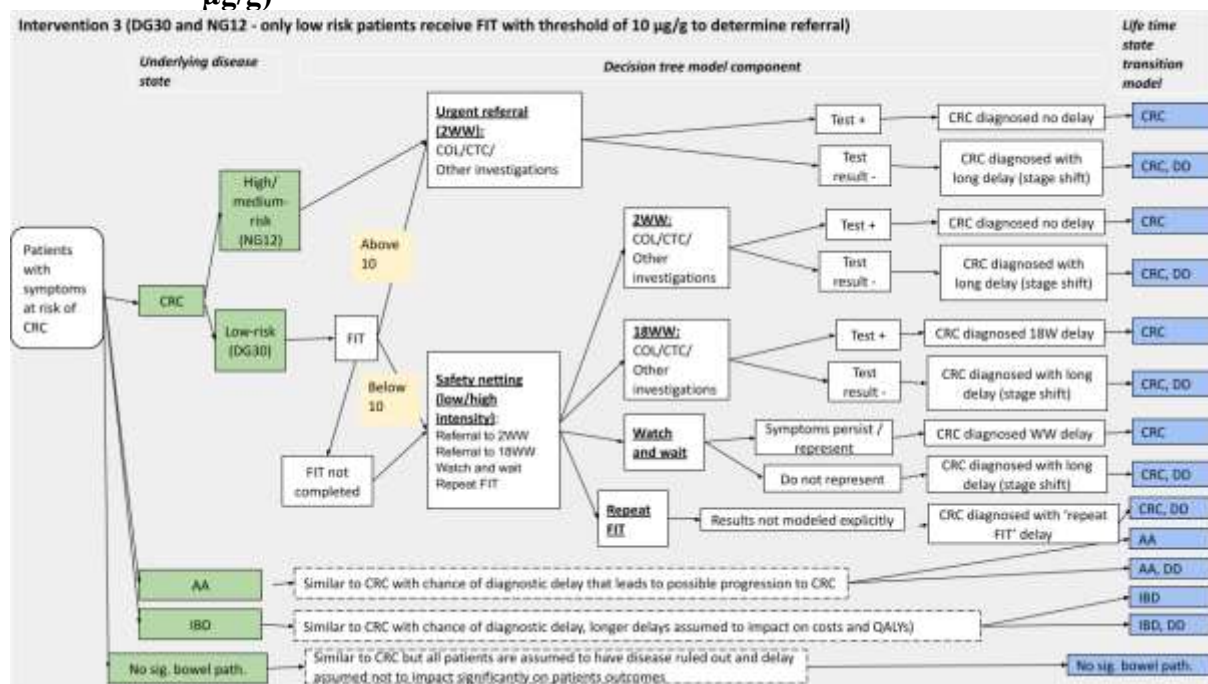 µg/g)
Intervention 3 (DG30 and NG12 - only low risk patients receive FIT with threshold of 10 µg/g to determine referral)
Life time
state
transition
model
Underlying disease
state
Decision tree model component
Urgent referral
(2WW):
COL/CTC/
Other investigations
Test +
CRC diagnosed no delay
CRC
Test
result -
CRC diagnosed with
long delay (stage shift)
CRC, DD
High/
medium-
risk
(NG12)
Above
10
2WW:
COL/CTC/
Other
investigations
Test +
CRC diagnosed no delay
CRC
Test
result -
CRC diagnosed with
long delay (stage shift)
CRC, DD
Patients
with
symptoms
at risk of
CRC
CRC
Low-risk
(DG30)
FIT
Below
10
18WW:
COL/CTC/
Other
investigations
Test +
CRC diagnosed 18W delay
CRC
Test
result -
CRC diagnosed with long
delay (stage shift)
CRC, DD
Safety netting
(low/high
intensity):
Referral to 2WW
Referral to 18WW
Watch and wait
Repeat FIT
FIT not
completed
Watch
and wait
Symptoms persist /
represent
CRC diagnosed WW delay
CRC
Do not represent
CRC diagnosed with long
delay (stage shift)
CRC, DD
Repeat
FIT
Results not modeled explicitly
CRC diagnosed with 'repeat
FIT' delay
CRC, DD
AA
AA
Similar to CRC with chance of diagnostic delay that leads to possible progression to CRC
AA, DD
IBD
IBD
Similar to CRC with chance of diagnostic delay, longer delays assumed to impact on costs and QALYs)
IBD, DD
No sig. bowel path.
Similar to CRC but all patients are assumed to have disease ruled out and delay
assumed not to impact significantly on patients outcomes
No sig. bowel path.